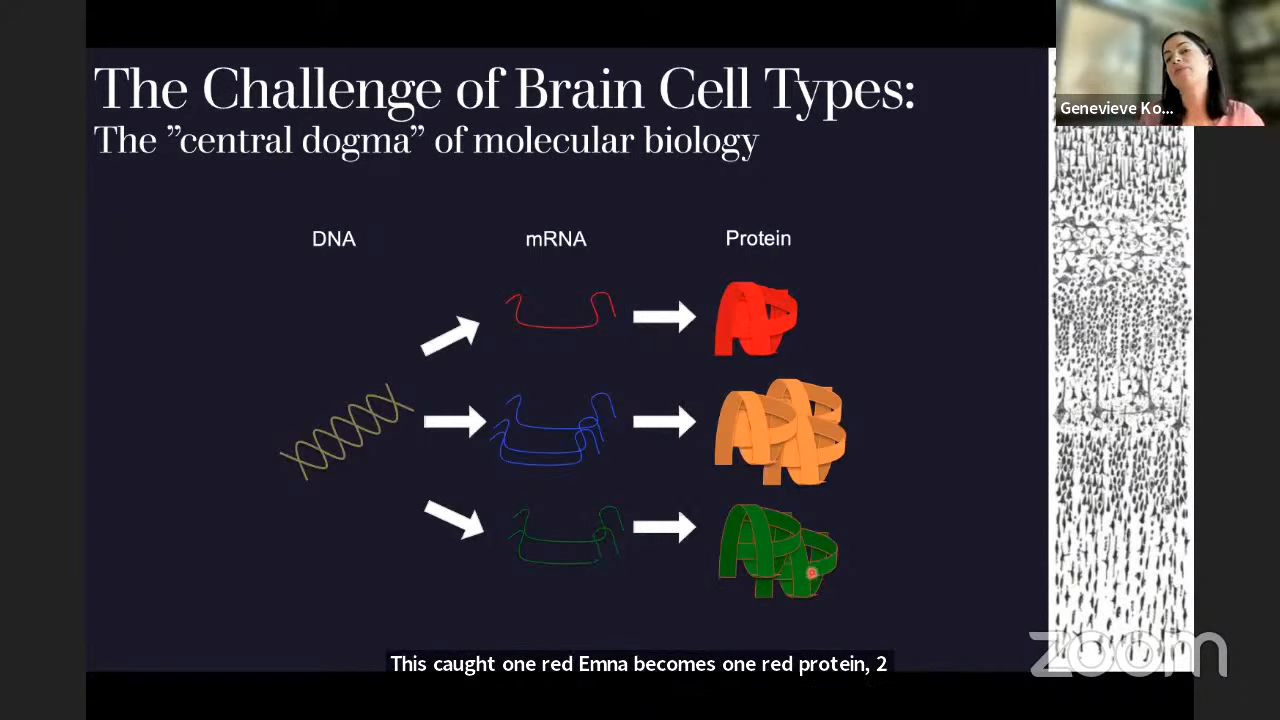 The Challenge of Brain Cell Types:
The ”central dogma” of molecular biology
Genevieve Ko...
DNA
mRNA
Protein
This caught one red Emna becomes one red protein, 2
zoom